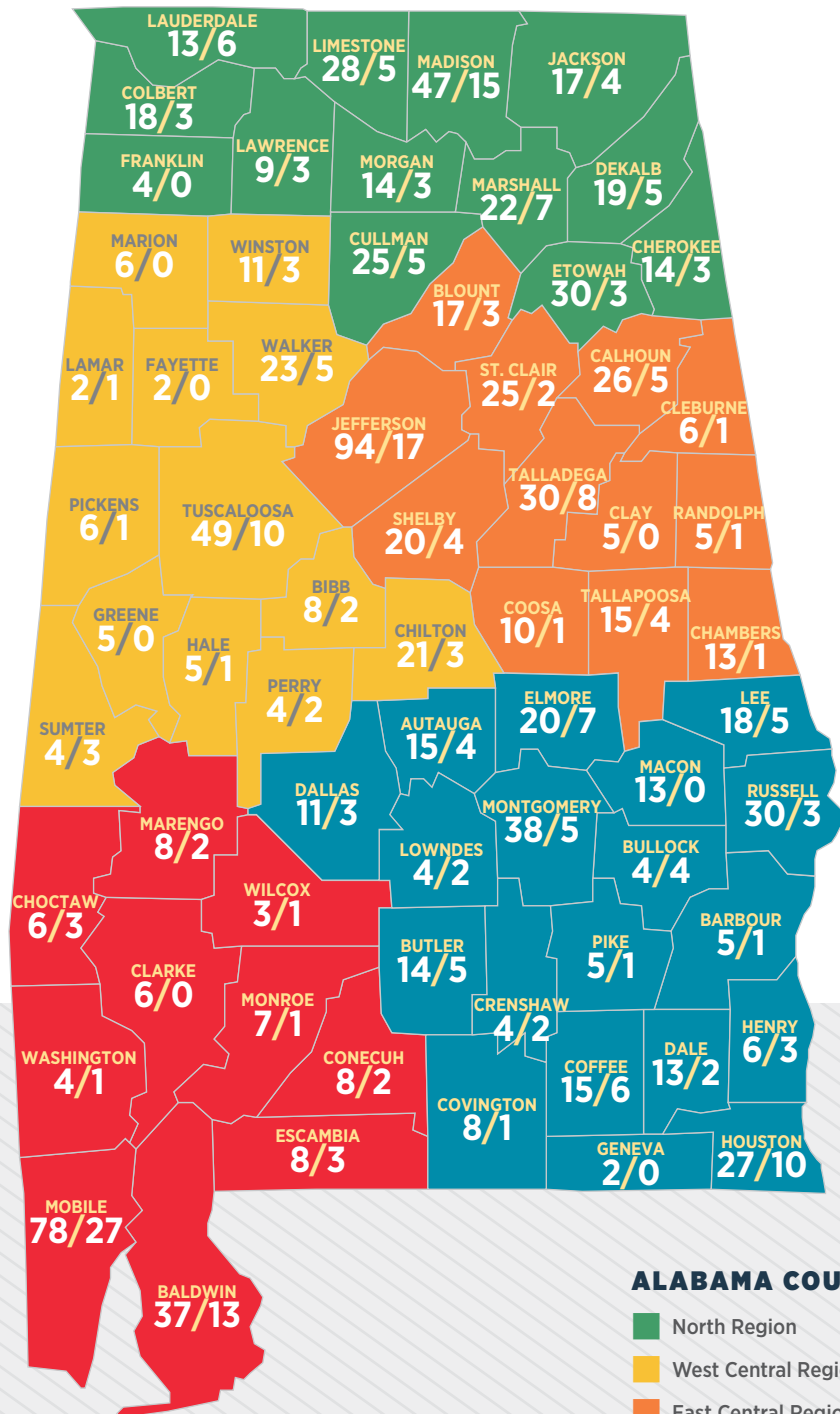 LAUDERDALE
13/6
LIMESTONE
28/5
MADISON
47/15
JACKSON
17/4
COLBERT
18/3
LAWRENCE
9/3
FRANKLIN
4/0
MORGAN
14/3
MARSHALL
22/7
DEKALB
19/5
CULLMAN
25/5
ETOWAH
30/3
CHEROKEE
14/3
MARION
6/0
WINSTON
11/3
BLOUNT
17/3
LAMAR
2/1
FAYETTE
2/0
WALKER
23/5
ST. CLAIR
25/2
CALHOUN
26/5
CLEBURNE
6/1
JEFFERSON
94/17
TALLADEGA
30/8
PICKENS
6/1
TUSCALOOSA
49/10
SHELBY
20/4
CLAY
5/0
RANDOLPH
5/1
BIBB
8/2
GREENE
5/0
HALE
5/1
CHILTON
21/3
COOSA
10/1
TALLAPOOSA
15/4
CHAMBERS
13/1
PERRY
4/2
SUMTER
4/3
AUTAUGA
15/4
ELMORE
20/7
LEE
18/5
DALLAS
11/3
MACON
13/0
RUSSELL
30/3
MARENGO
8/2
LOWNDES
4/2
MONTGOMERY
38/5
BULLOCK
4/4
CHOCTAW
6/3
WILCOX
3/1
BARBOUR
5/1
CLARKE
6/0
BUTLER
14/5
PIKE
5/1
MONROE
7/1
CRENSHAW
4/2
HENRY
6/3
WASHINGTON
4/1
CONECUH
8/2
COFFEE
15/6
DALE
13/2
COVINGTON
8/1
ESCAMBIA
8/3
GENEVA
2/0
HOUSTON
27/10
MOBILE
78/27
BALDWIN
37/13
ALABAMA COU
North Region
West Central Regi
East Central Region